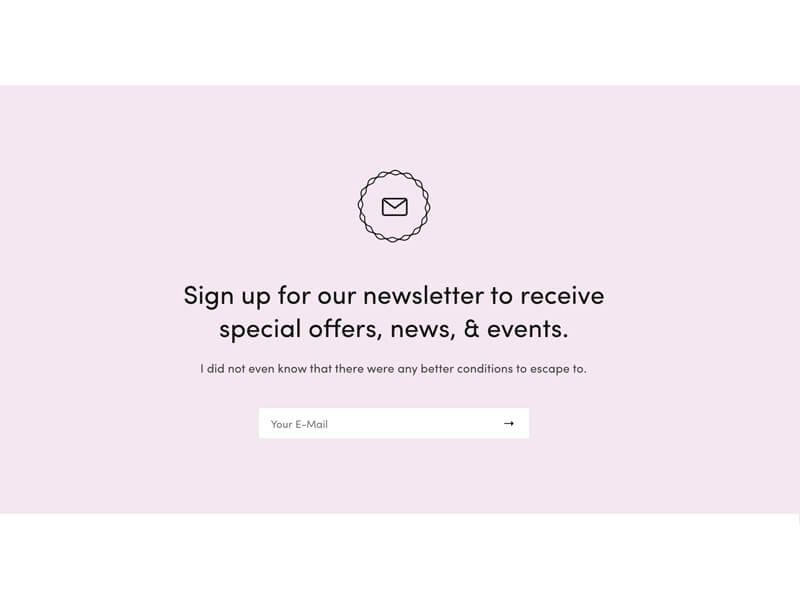 Sign up for our newsletter to receive
special offers, news, & events.
I did not even know that there were any better conditions to escape to.
Your E-Mail →